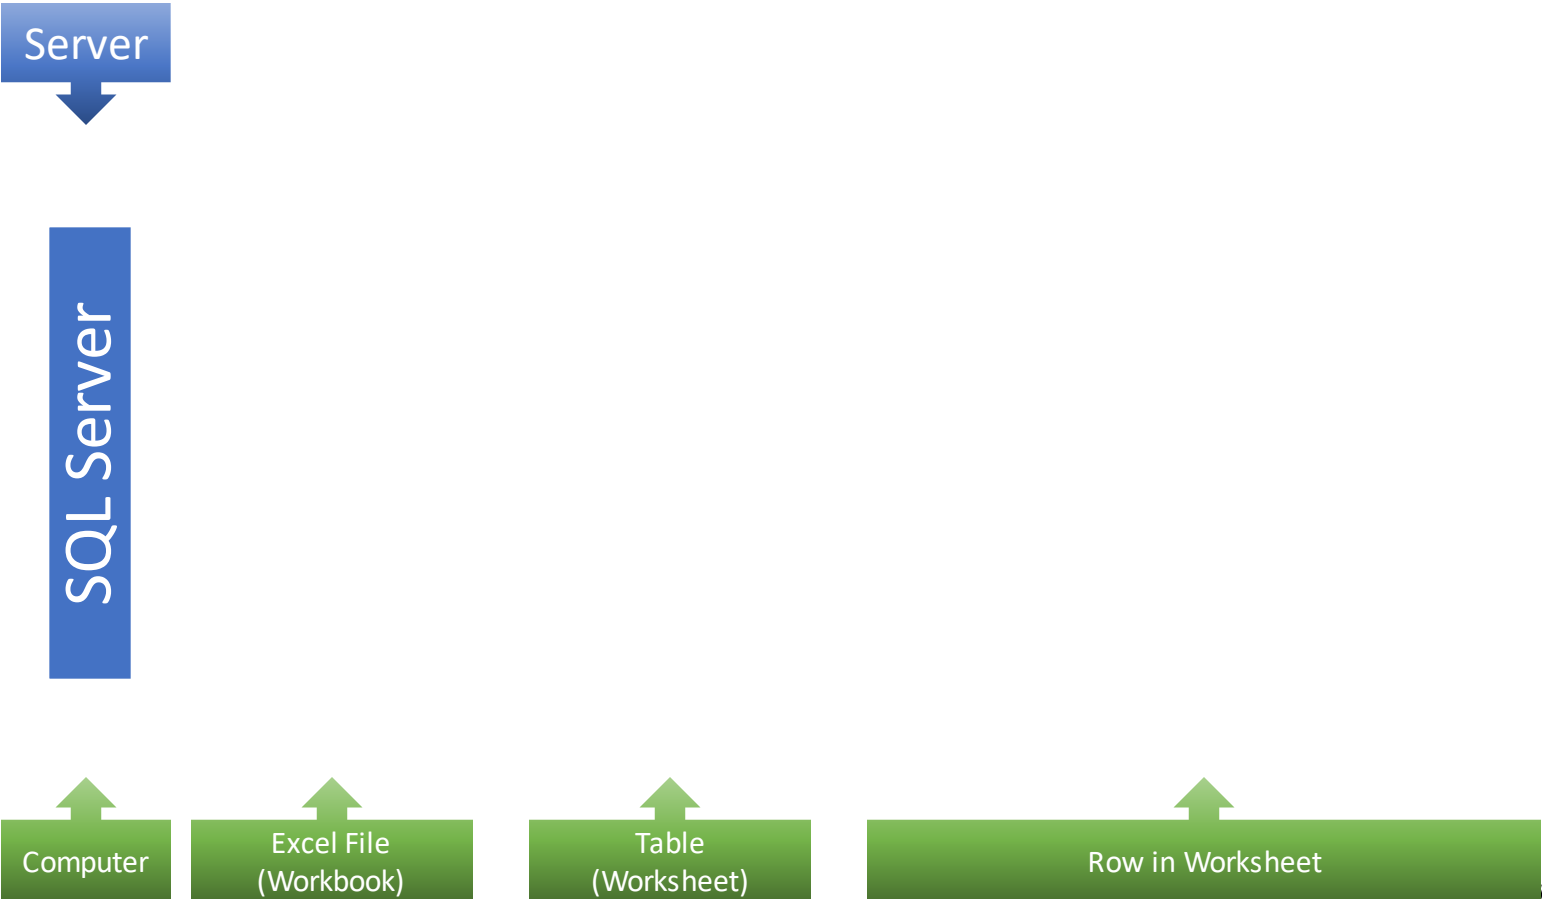 Server
SQL Server
Computer
Excel File
(Workbook)
Table
(Worksheet)
Row in Worksheet